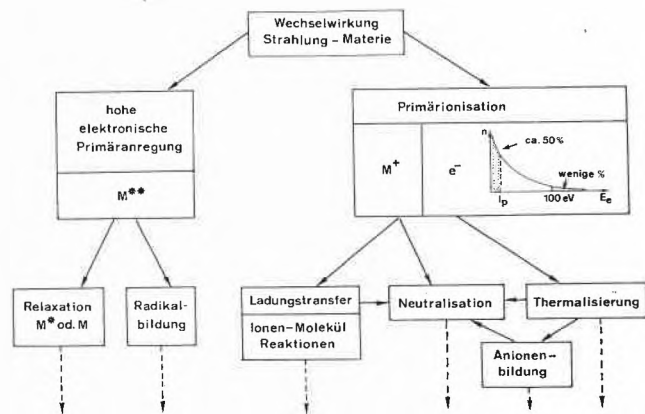 Wechselwirkung
Strahlung – Materie
hohe
elektronische
Primäranregung
M**
Primärionisation
M+
e–
n
ca. 50%
wenige %
Ip
100 eV
Ee
Relaxation
M* od. M
Radikal-
bildung
Ladungstransfer
Ionen–Molekül
Reaktionen
Neutralisation
Thermalisierung
Anionen–
bildung